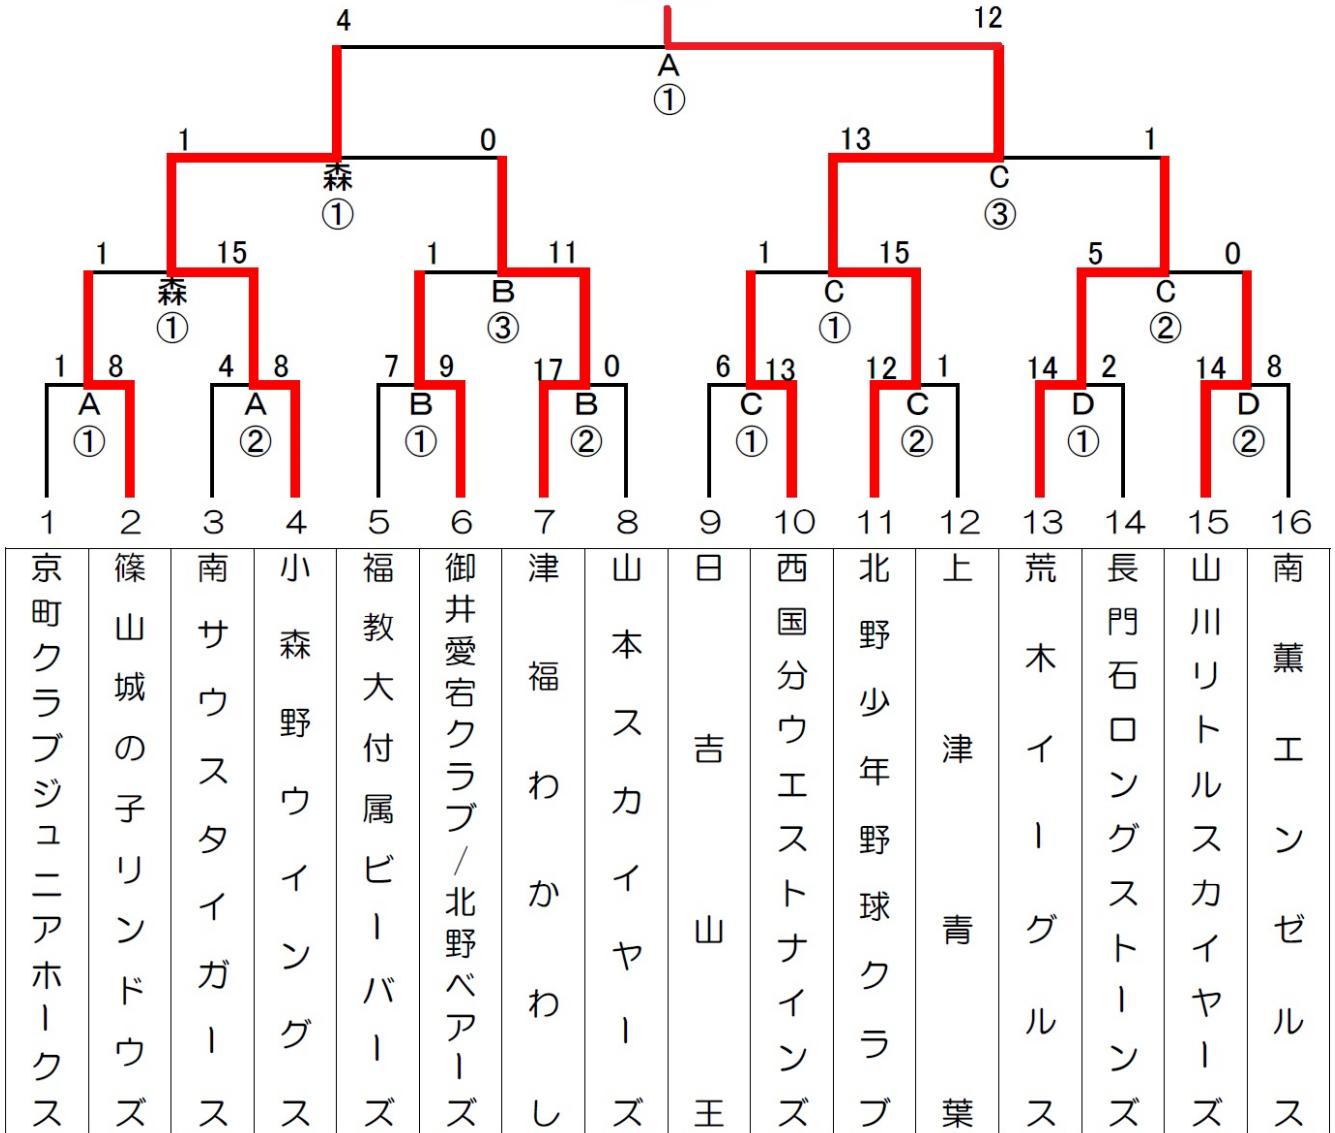 4 12
A
①
1 0 13 1
森 C
① ③
1 15 1 11 1 15 5 0
森 B C C
① ③ ① ②
1 8 4 8 7 9 17 0 6 13 12 1 14 2 14 8
A A B B C C D D
① ② ① ② ① ② ① ②
1 2 3 4 5 6 7 8 9 10 11 12 13 14 15 16
京町クラブジュニアホークス
篠山城の子リンドウズ
南サウスタイガース
小森野ウイングス
福教大付属ビーバーズ
御井愛宕クラブ/北野ベアーズ
津福わかわし
山本スカイヤーズ
日吉山王
西国分ウエストナインズ
北野少年野球クラブ
上津青葉
荒木イーグルス
長門石ロングストーンズ
山川リトルスカイヤーズ
南薫エンゼルス